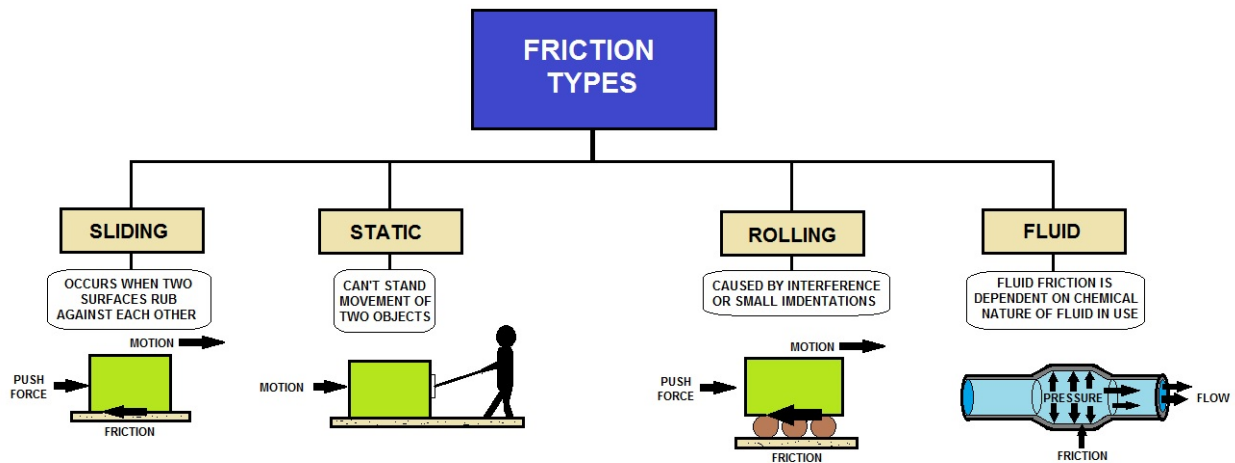 FRICTION
TYPES
SLIDING
STATIC
ROLLING
FLUID
OCCURS WHEN TWO
SURFACES RUB
AGAINST EACH OTHER
CAN'T STAND
MOVEMENT OF
TWO OBJECTS
CAUSED BY INTERFERENCE
OR SMALL IMDENTATIONS
FLUID FRICTION IS
DEPENDENT ON CHEMICAL
NATURE OF FLUID IN USE
MOTION
PUSH
FORCE
FRICTION
MOTION
MOTION
PUSH
FORCE
FRICTION
PRESSURE
FLOW
FRICTION